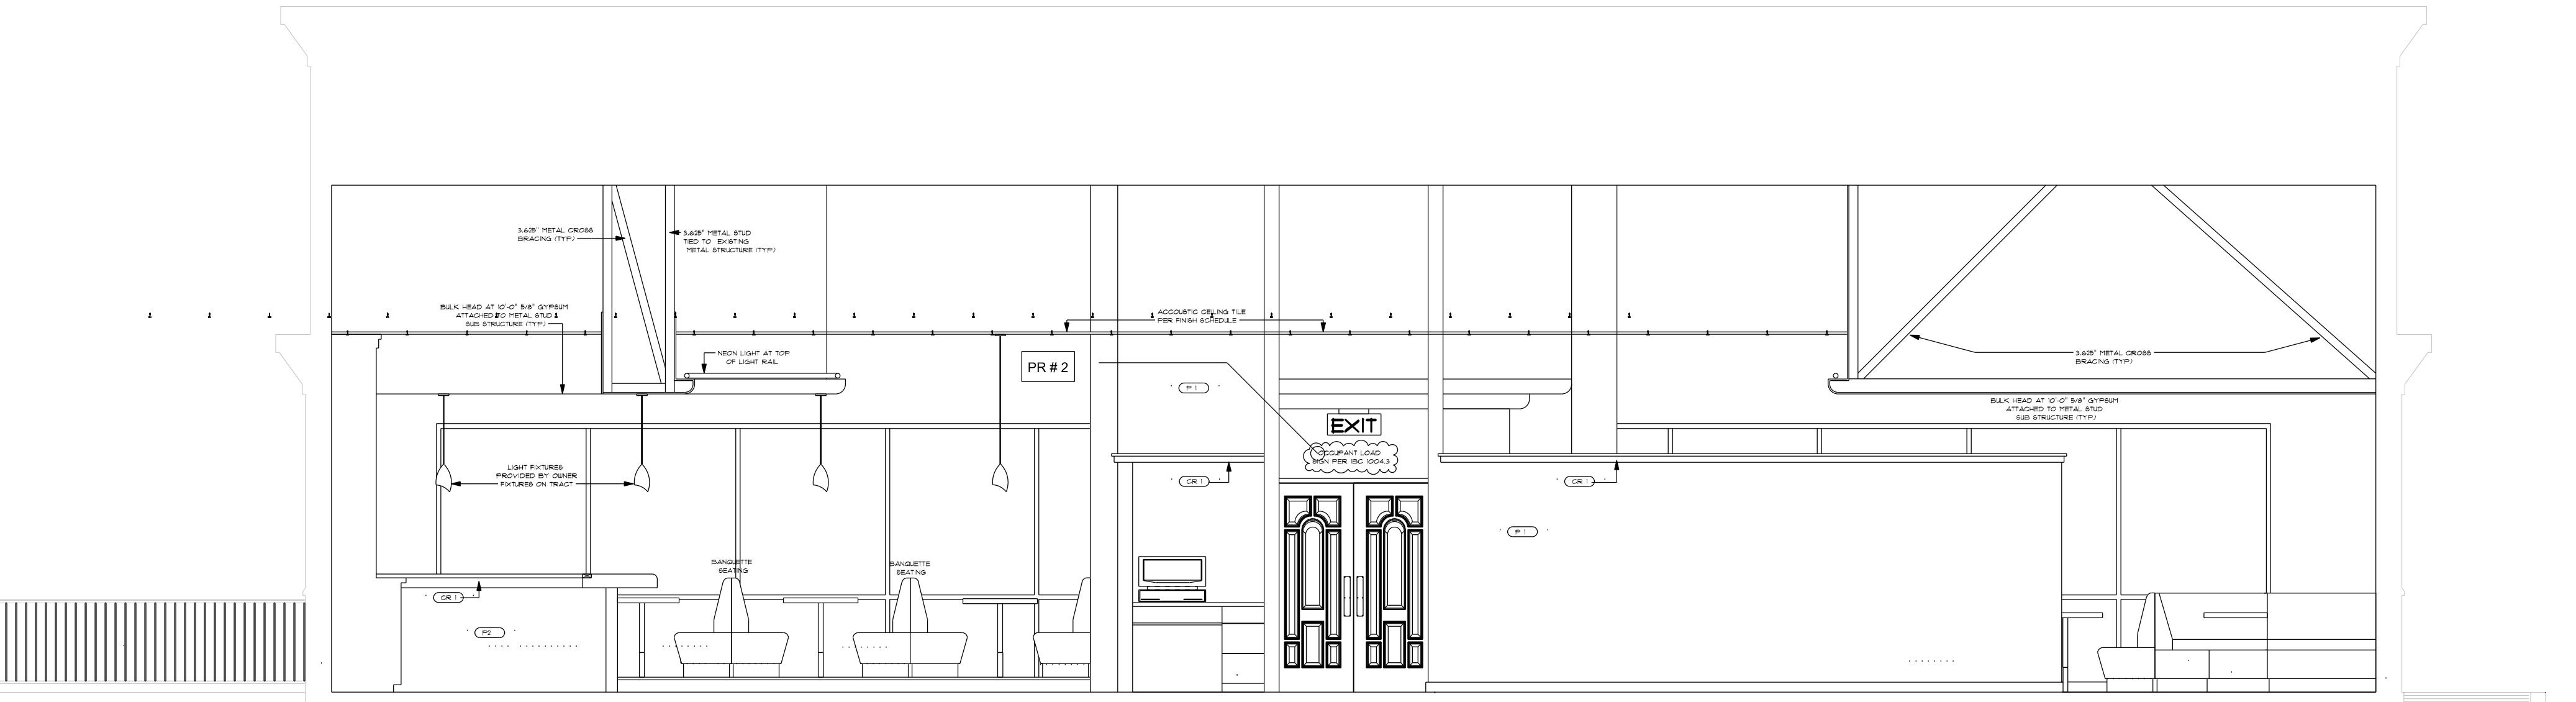 3.625" METAL CROSS
BRACING (TYP.)
3.625" METAL STUD
TIED TO EXISTING
METAL STRUCTURE (TYP.)
BULK HEAD AT 10'-0" 5/8" GYPSUM
ATTACHED TO METAL STUD
SUB STRUCTURE (TYP.)
NEON LIGHT AT TOP
OF LIGHT RAIL
ACCOUSTIC CEILING TILE
PER FINISH SCHEDULE
PR # 2
P 1
EXIT
OCCUPANT LOAD
SIGN PER IBC 1004.3
3.625" METAL CROSS
BRACING (TYP.)
BULK HEAD AT 10'-0" 5/8" GYPSUM
ATTACHED TO METAL STUD
SUB STRUCTURE (TYP.)
LIGHT FIXTURES
PROVIDED BY OWNER
FIXTURES ON TRACT
CR 1
CR 1
P 1
BANQUETTE
SEATING
BANQUETTE
SEATING
CR 1
P2